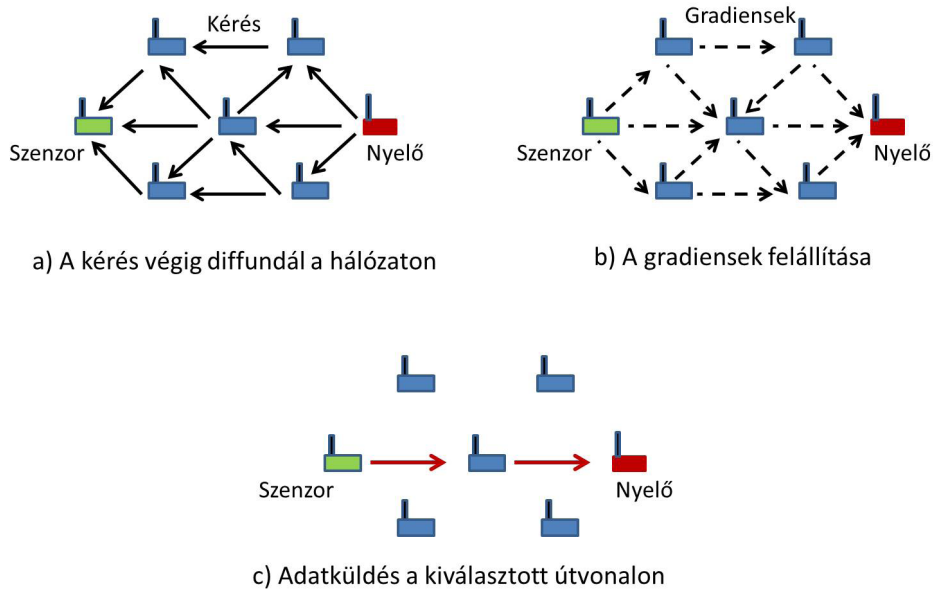 Kérés
Szenzor
Nyelő
a) A kérés végig diffundál a hálózaton
Gradiensek
Szenzor
Nyelő
b) A gradiensek felállítása
Szenzor
Nyelő
c) Adatküldés a kiválasztott útvonalon